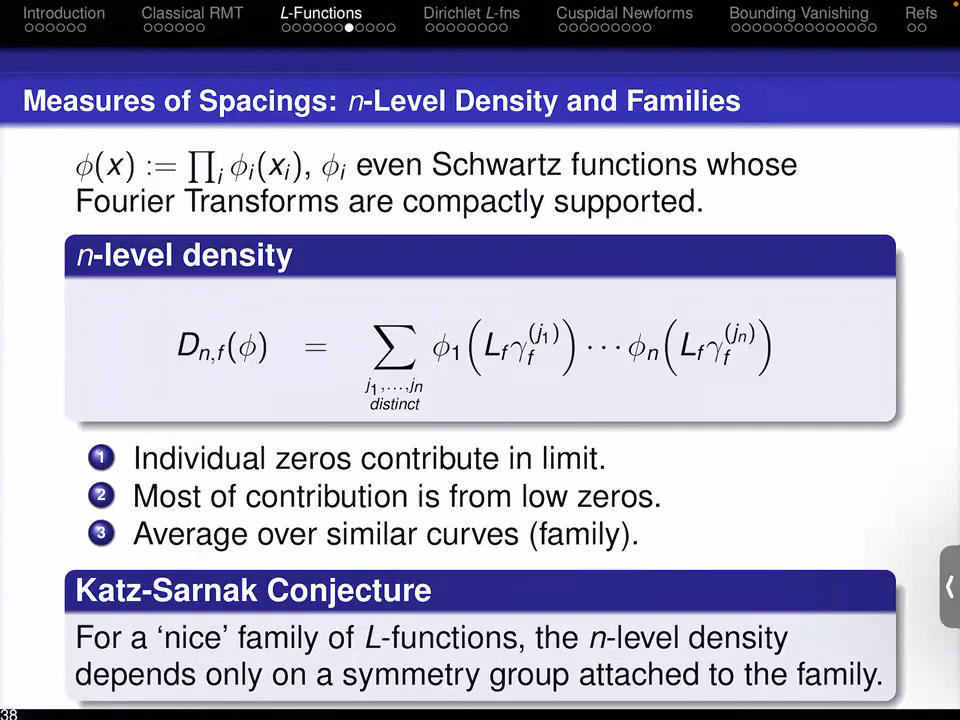 Introduction Classical RMT L-Functions Dirichlet L-fns Cuspidal Newforms Bounding Vanishing Refs
Measures of Spacings: n-Level Density and Families
ϕ(x) := ∏ᵢ ϕᵢ(xᵢ), ϕᵢ even Schwartz functions whose
Fourier Transforms are compactly supported.
n-level density
D_{n,f}(ϕ) = ∑_{j₁,...,jₙ distinct} ϕ₁(L_f γ_f^{(j₁)}) ⋯ ϕₙ(L_f γ_f^{(jₙ)})
1 Individual zeros contribute in limit.
2 Most of contribution is from low zeros.
3 Average over similar curves (family).
Katz-Sarnak Conjecture
For a ‘nice’ family of L-functions, the n-level density
depends only on a symmetry group attached to the family.
38